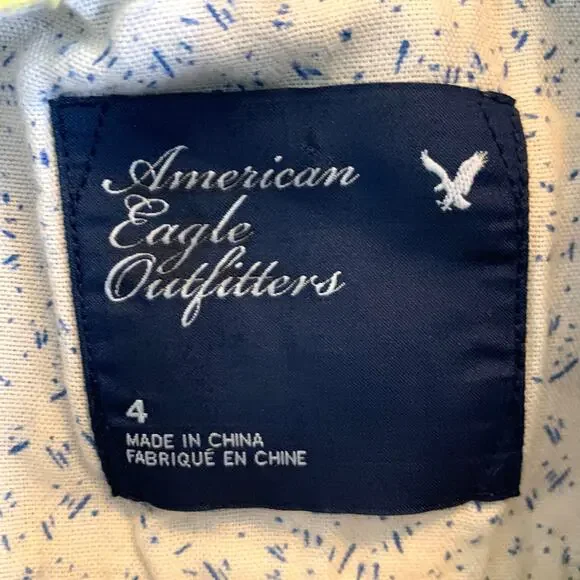 American
Eagle
Outfitters
4
MADE IN CHINA
FABRIQUÉ EN CHINE